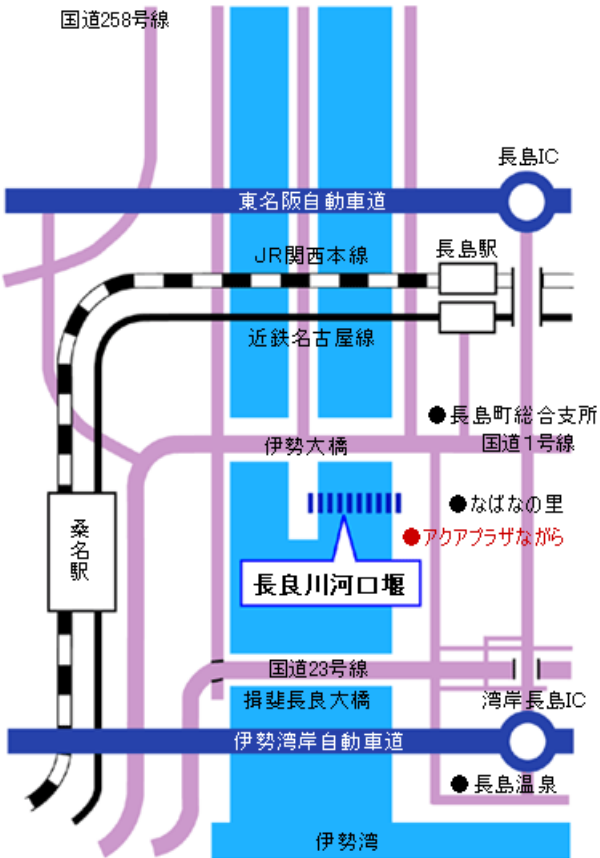 国道258号線
長島IC
東名阪自動車道
長島駅
JR関西本線
近鉄名古屋線
●長島町総合支所
伊勢大橋
国道1号線
●なばなの里
桑名駅
●アクアプラザながら
長良川河口堰
国道23号線
揖斐長良大橋
湾岸長島IC
伊勢湾岸自動車道
●長島温泉
伊勢湾